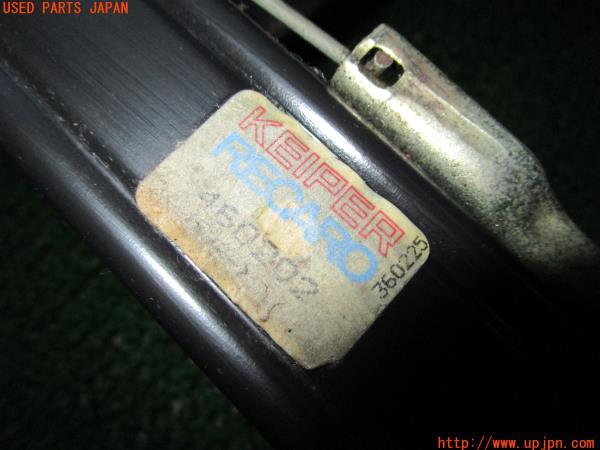 USED PARTS JAPAN
KEIPER
RECARO
460202
360225
http://www.upjpn.com